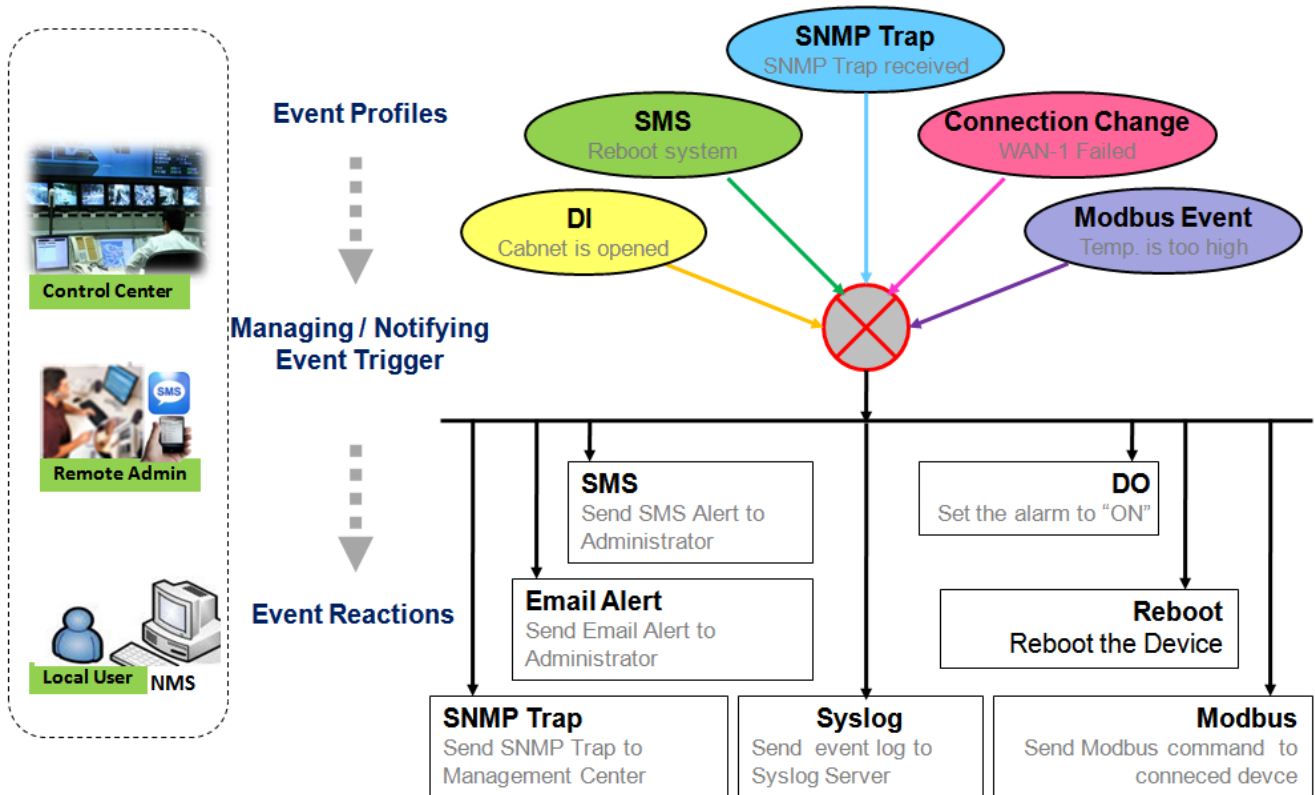 SNMP Trap
SNMP Trap received
Event Profiles
SMS
Reboot system
Connection Change
WAN-1 Failed
DI
Cabnet is opened
Modbus Event
Temp. is too high
Control Center
Managing / Notifying
Event Trigger
SMS
Remote Admin
SMS
Send SMS Alert to
Administrator
DO
Set the alarm to “ON”
Event Reactions
Email Alert
Send Email Alert to
Administrator
Reboot
Reboot the Device
Local User
NMS
SNMP Trap
Send SNMP Trap to
Management Center
Syslog
Send event log to
Syslog Server
Modbus
Send Modbus command to
conneced devce